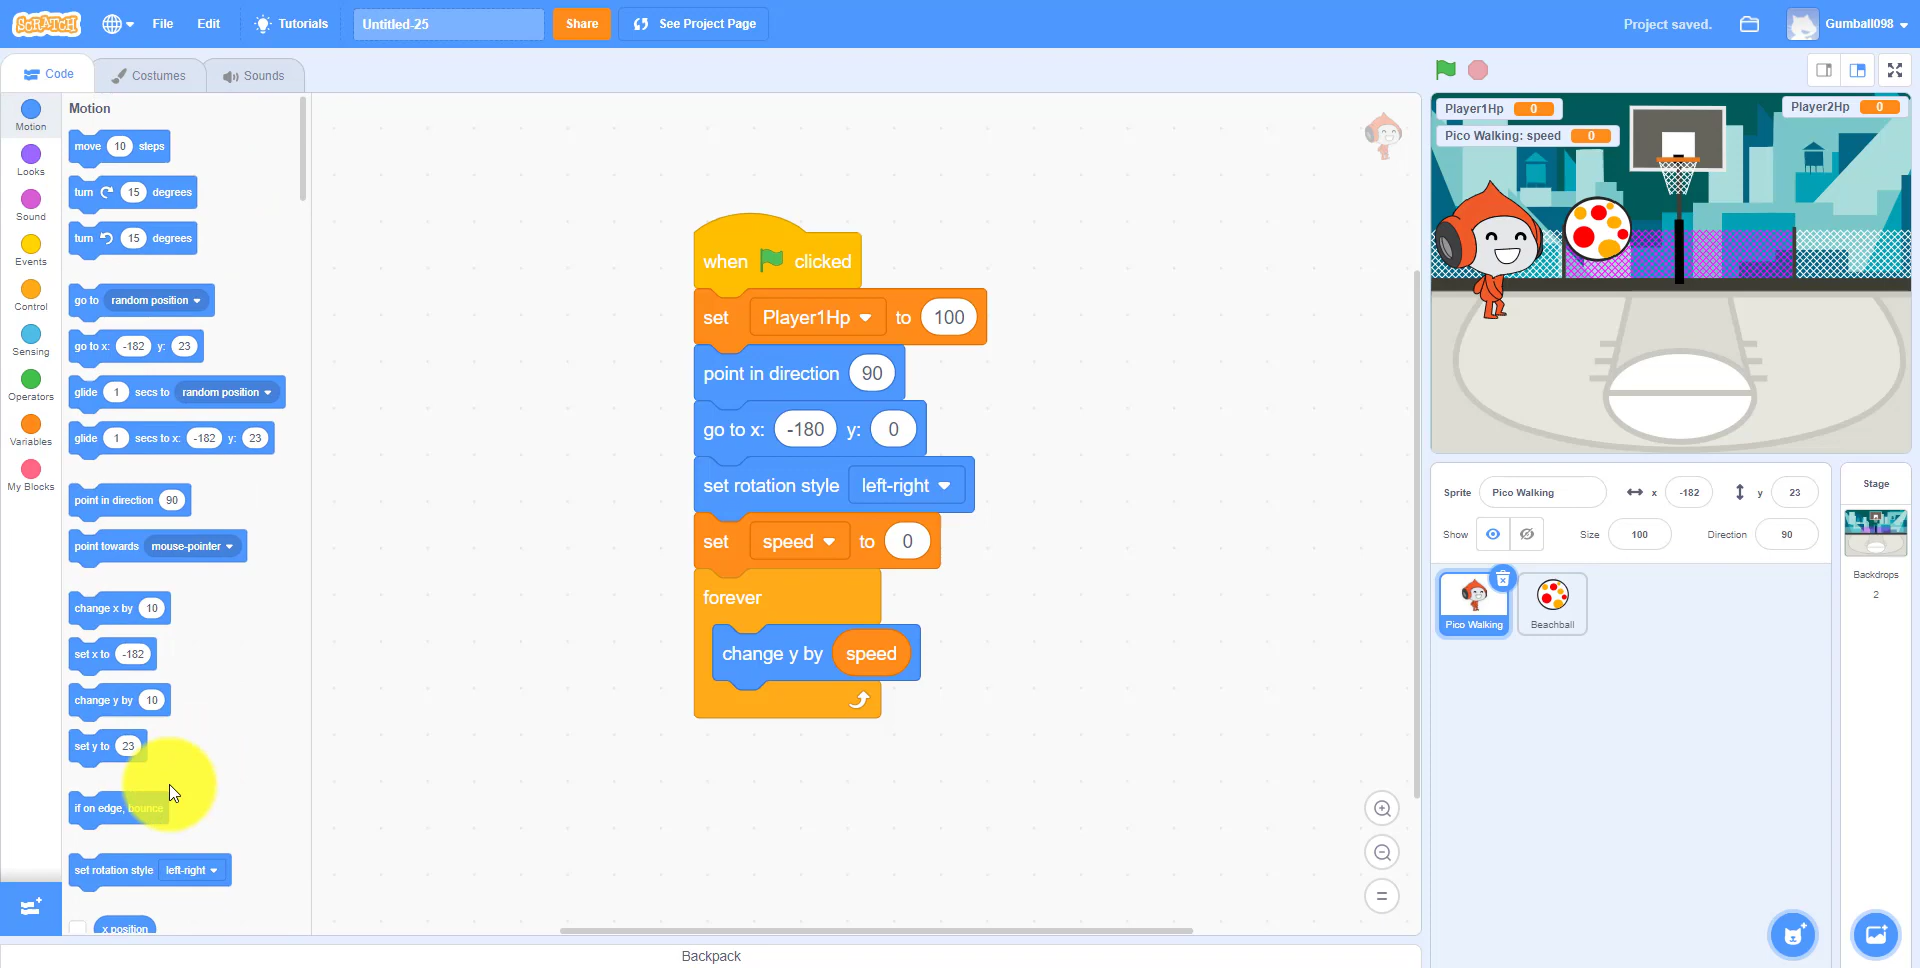 SCRATCH File Edit Tutorials Untitled-25 Share See Project Page Project saved. Gumball098
Code Costumes Sounds
Motion
Looks
Sound
Events
Control
Sensing
Operators
Variables
My Blocks
Motion
move 10 steps
turn 15 degrees
turn 15 degrees
go to random position
go to x: -182 y: 23
glide 1 secs to random position
glide 1 secs to x: -182 y: 23
point in direction 90
point towards mouse-pointer
change x by 10
set x to -182
change y by 10
set y to 23
if on edge, bounce
set rotation style left-right
x position
when clicked
set Player1Hp to 100
point in direction 90
go to x: -180 y: 0
set rotation style left-right
set speed to 0
forever
change y by speed
=
Backpack
Player1Hp 0
Player2Hp 0
Pico Walking: speed 0
Sprite Pico Walking x -182 y 23
Show Size 100 Direction 90
Pico Walking
Beachball
Stage
Backdrops
2